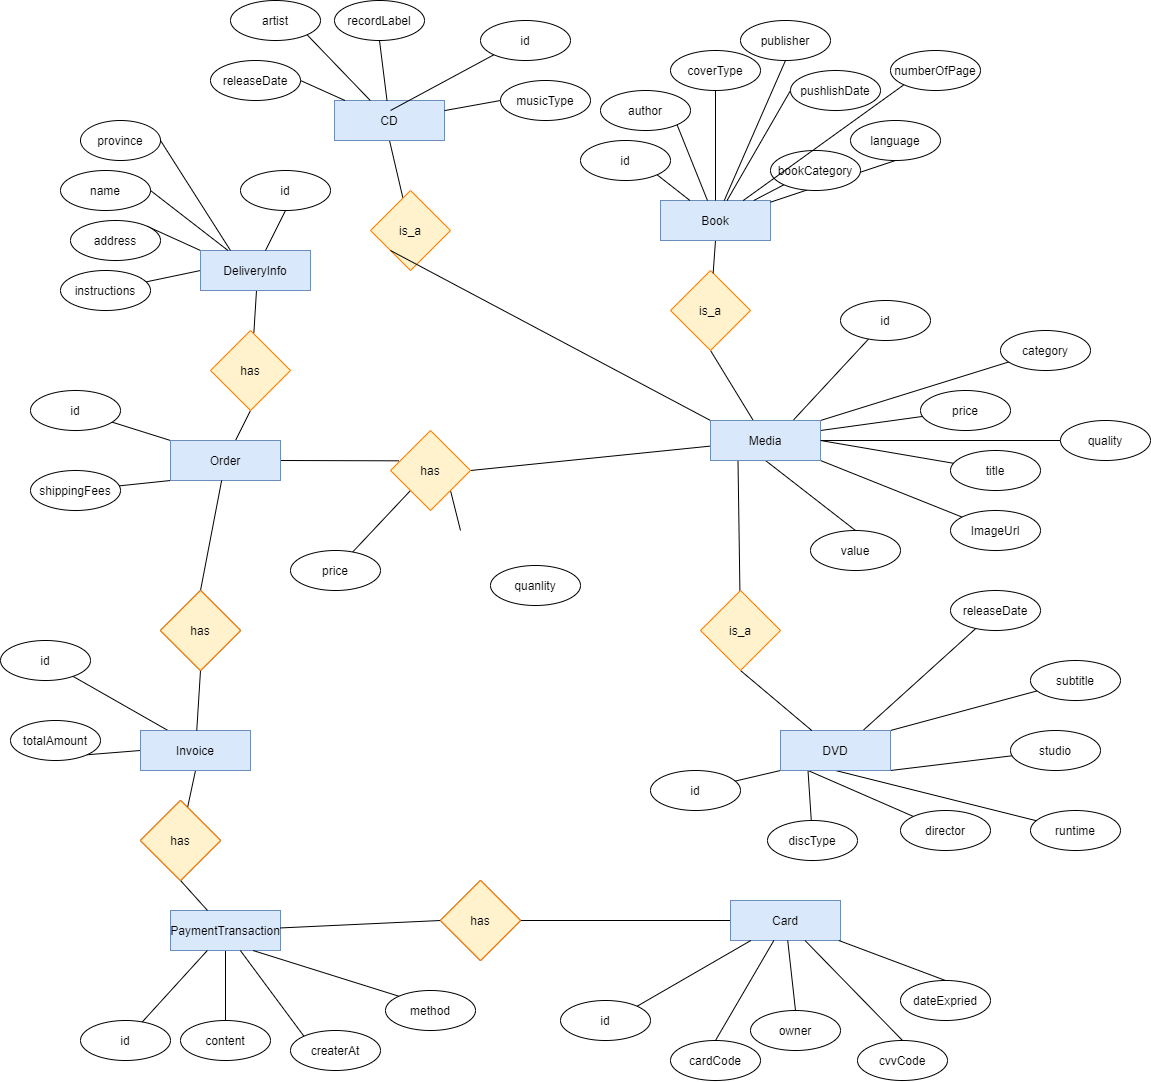 artist
recordLabel
id
releaseDate
musicType
CD
publisher
coverType
numberOfPage
pushlishDate
author
language
id
bookCategory
Book
province
name
id
address
instructions
DeliveryInfo
is_a
is_a
has
id
category
price
quality
title
ImageUrl
value
Media
id
Order
shippingFees
has
price
quanlity
has
id
totalAmount
Invoice
is_a
releaseDate
subtitle
studio
DVD
id
discType
director
runtime
has
PaymentTransaction
has
Card
id
content
createrAt
method
id
cardCode
owner
cvvCode
dateExpried